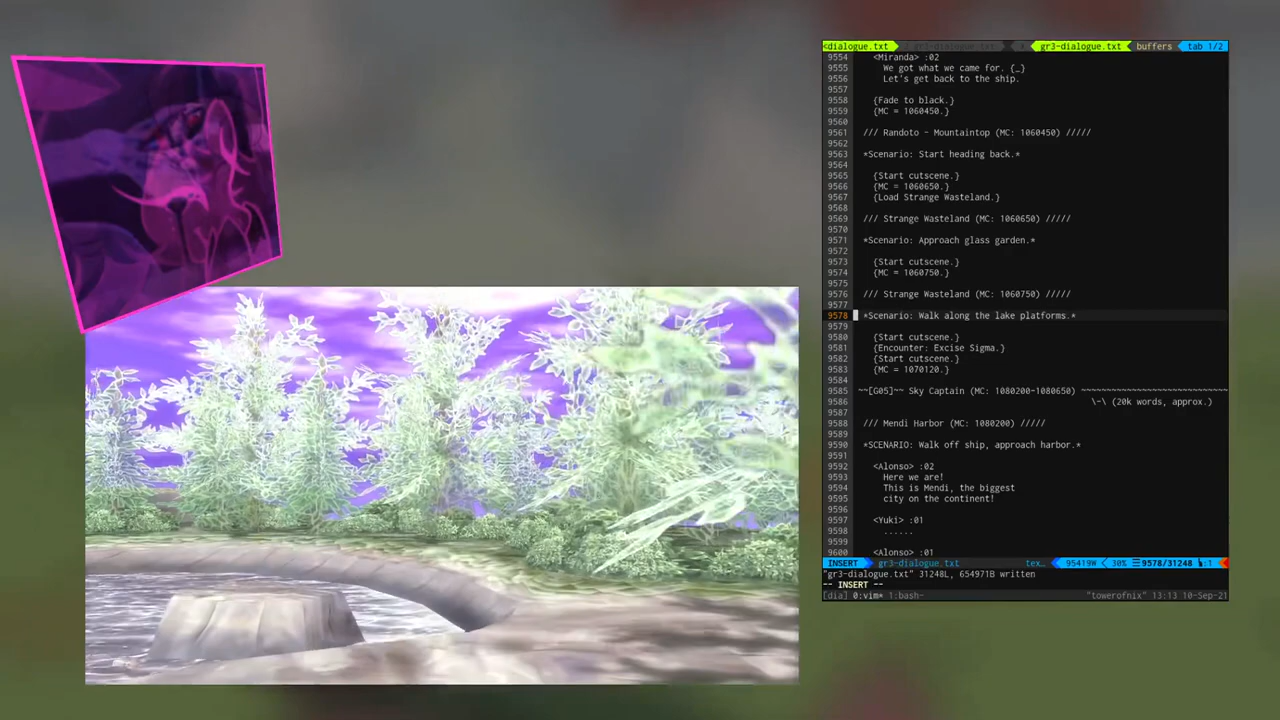 <dialogue.txt gr3-dialogue.txt gr3-dialogue.txt buffers tab 1/2
9554 <Miranda> :02
9555 We got what we came for. {_}
9556 Let's get back to the ship.
9557
9558 {Fade to black.}
9559 {MC = 1060450.}
9560
9561 /// Randoto - Mountaintop (MC: 1060450) /////
9562
9563 *Scenario: Start heading back.*
9564
9565 {Start cutscene.}
9566 {MC = 1060650.}
9567 {Load Strange Wasteland.}
9568
9569 /// Strange Wasteland (MC: 1060650) /////
9570
9571 *Scenario: Approach glass garden.*
9572
9573 {Start cutscene.}
9574 {MC = 1060750.}
9575
9576 /// Strange Wasteland (MC: 1060750) /////
9577
9578 *Scenario: Walk along the lake platforms.*
9579
9580 {Start cutscene.}
9581 {Encounter: Excise Sigma.}
9582 {Start cutscene.}
9583 {MC = 1070120.}
9584
9585 ~~[G05]~~ Sky Captain (MC: 1080200-1080650) ~~~~~~~~~~~~~~~~~~~~~~~~~~~~~
9586 \~\ (20k words, approx.)
9587
9588 /// Mendi Harbor (MC: 1080200) /////
9589
9590 *SCENARIO: Walk off ship, approach harbor.*
9591
9592 <Alonso> :02
9593 Here we are!
9594 This is Mendi, the biggest
9595 city on the continent!
9596
9597 <Yuki> :01
9598 ......
9599
9600 <Alonso> :01
INSERT gr3-dialogue.txt tex… 95419W 30% 9578/31248 :1
"gr3-dialogue.txt" 31248L, 654971B written
-- INSERT --
[dia] 0:vim* 1:bash- "towerofnix" 13:13 10-Sep-21